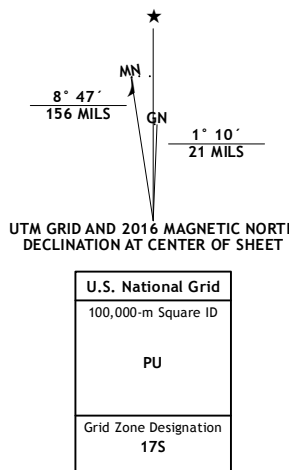 MN
GN
8° 47´
156 MILS
1° 10´
21 MILS
UTM GRID AND 2016 MAGNETIC NORTH
DECLINATION AT CENTER OF SHEET
U.S. National Grid
100,000-m Square ID
PU
Grid Zone Designation
17S